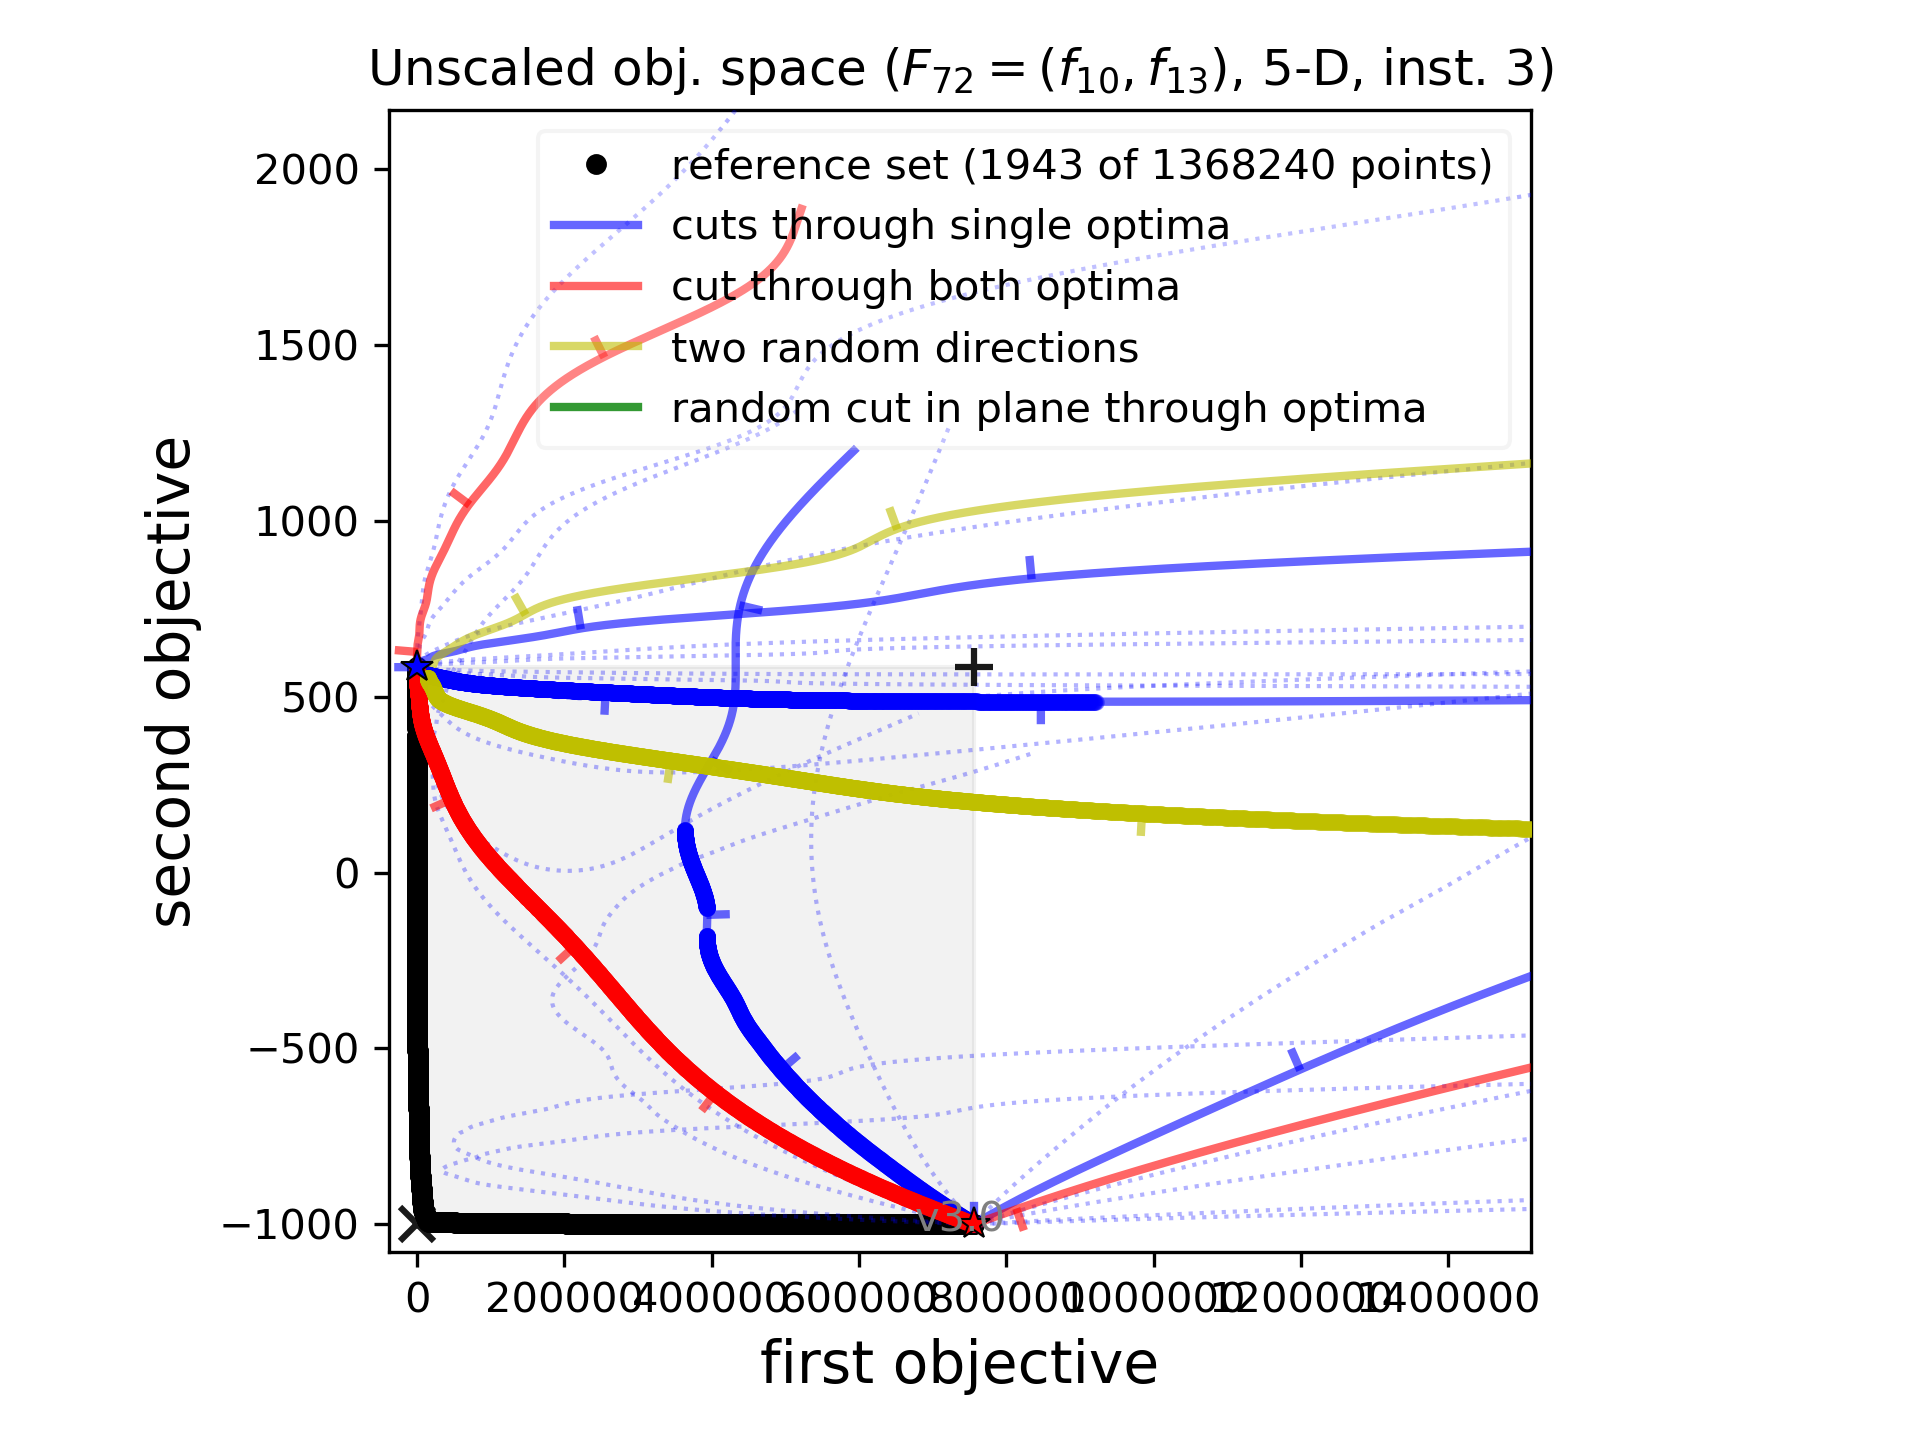 Unscaled obj. space (F72 = (f10, f13), 5-D, inst. 3)
reference set (1943 of 1368240 points)
cuts through single optima
cut through both optima
two random directions
random cut in plane through optima
second objective
2000
1500
1000
500
0
−500
−1000
v3.0
0 200000 400000 600000 800000 1000000 1200000 1400000
first objective